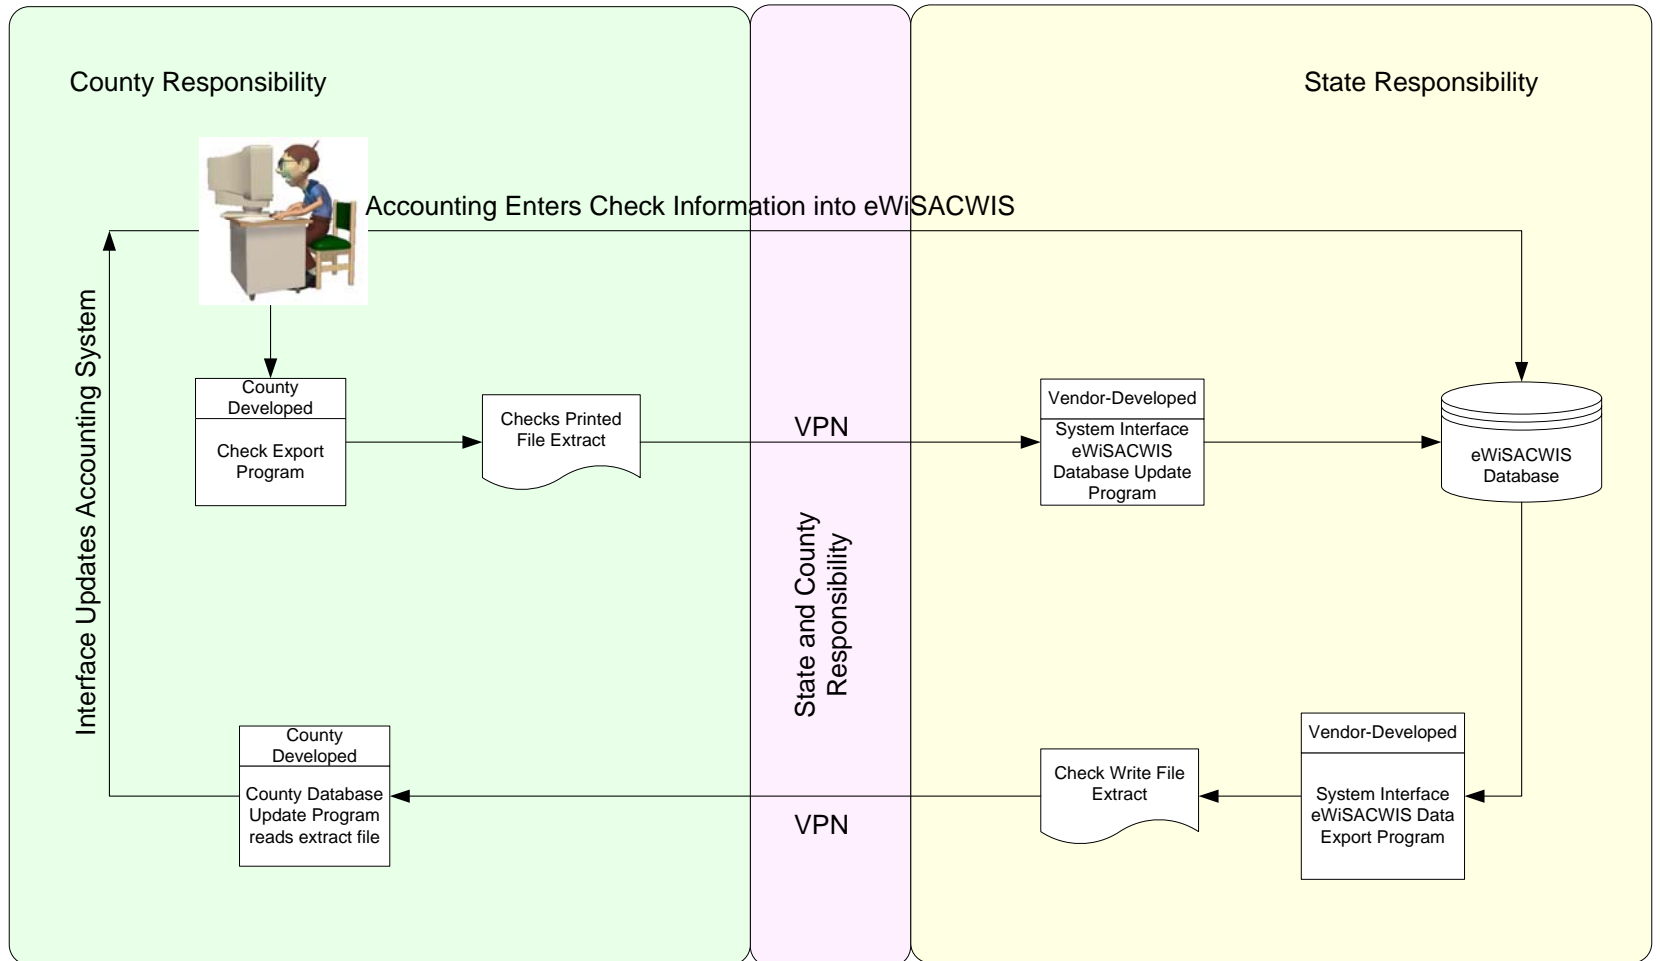 County Responsibility
State Responsibility
Accounting Enters Check Information into eWiSACWIS
Interface Updates Accounting System
County
Developed
Check Export
Program
Checks Printed
File Extract
VPN
Vendor-Developed
System Interface
eWiSACWIS
Database Update
Program
eWiSACWIS
Database
State and County
Responsibility
County
Developed
County Database
Update Program
reads extract file
VPN
Check Write File
Extract
Vendor-Developed
System Interface
eWiSACWIS Data
Export Program